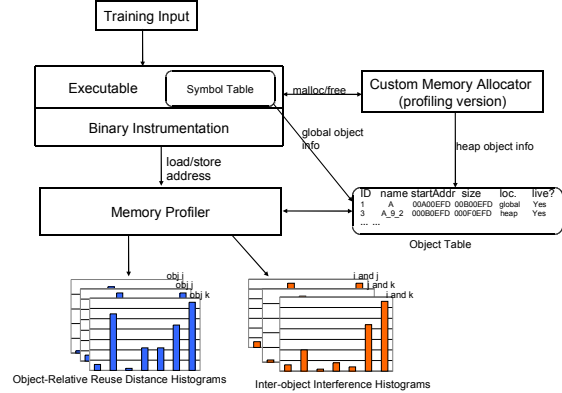 Training Input
Executable
Symbol Table
Binary Instrumentation
malloc/free
Custom Memory Allocator
(profiling version)
global object
info
heap object info
load/store
address
Memory Profiler
ID name startAddr size loc. live?
1 A 00A00EFD 00B00EFD global Yes
3 A_9_2 000B0EFD 000F0EFD heap Yes
... ...
Object Table
obj i
obj j
obj k
i and j
j and k
i and k
Object-Relative Reuse Distance Histograms
Inter-object Interference Histograms